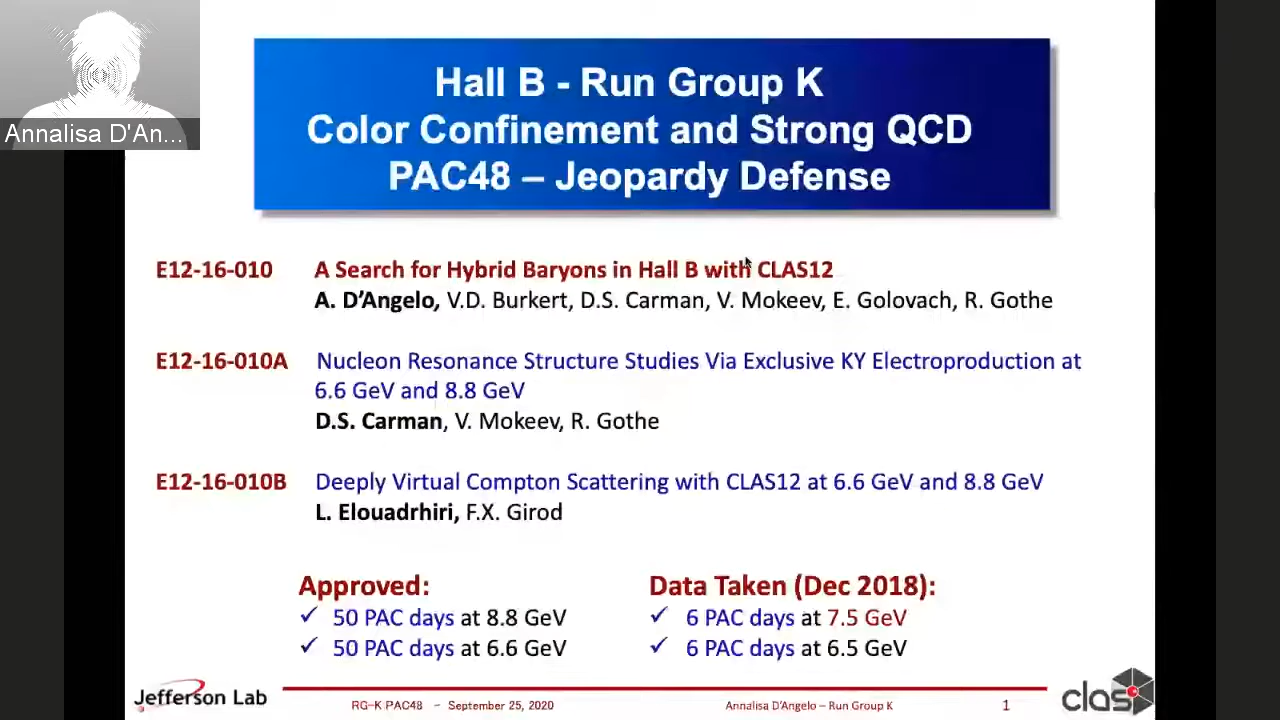 Annalisa D'An...
Hall B - Run Group K
Color Confinement and Strong QCD
PAC48 – Jeopardy Defense
E12-16-010 A Search for Hybrid Baryons in Hall B with CLAS12
A. D’Angelo, V.D. Burkert, D.S. Carman, V. Mokeev, E. Golovach, R. Gothe
E12-16-010A Nucleon Resonance Structure Studies Via Exclusive KY Electroproduction at
6.6 GeV and 8.8 GeV
D.S. Carman, V. Mokeev, R. Gothe
E12-16-010B Deeply Virtual Compton Scattering with CLAS12 at 6.6 GeV and 8.8 GeV
L. Elouadrhiri, F.X. Girod
Approved:
✓ 50 PAC days at 8.8 GeV
✓ 50 PAC days at 6.6 GeV
Data Taken (Dec 2018):
✓ 6 PAC days at 7.5 GeV
✓ 6 PAC days at 6.5 GeV
Jefferson Lab
RG-K PAC48 – September 25, 2020
Annalisa D’Angelo – Run Group K
1
clas